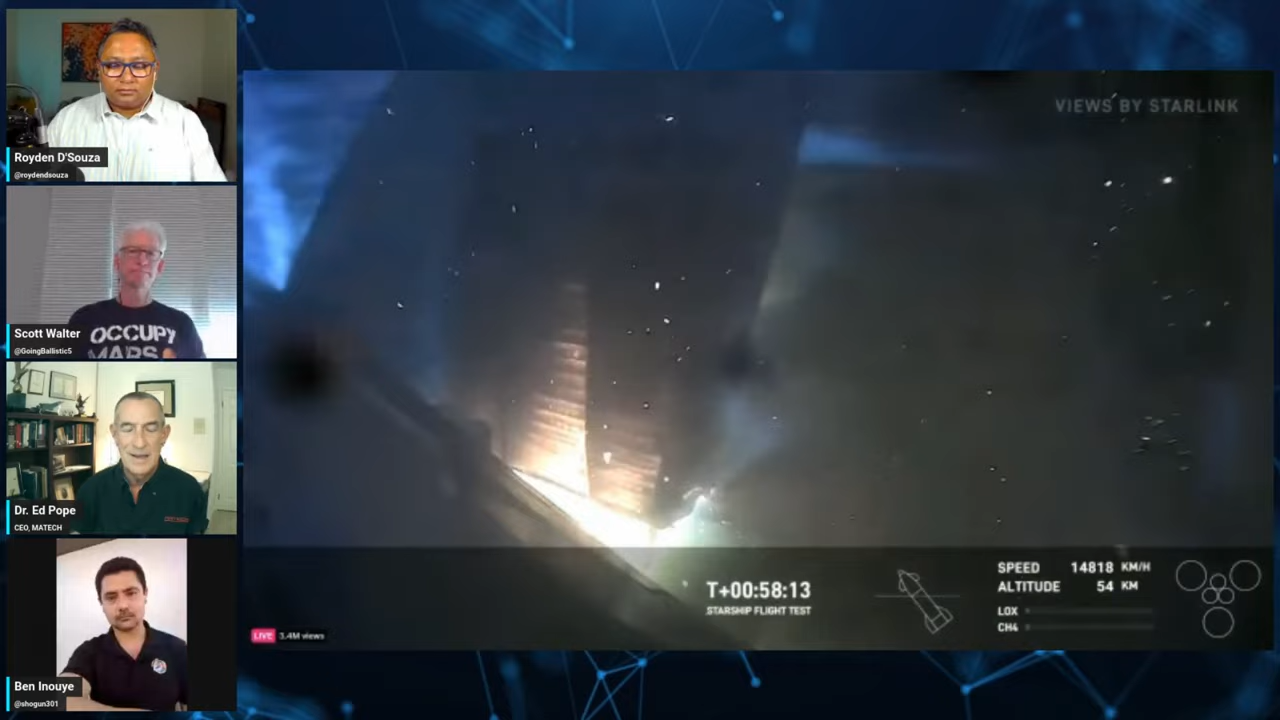 Royden D'Souza
@roydendsouza
OCCUPY
MARS
Scott Walter
@GoingBallistic5
Dr. Ed Pope
CEO, MATECH
Ben Inouye
@shogun301
VIEWS BY STARLINK
T+00:58:13
STARSHIP FLIGHT TEST
SPEED 14818 KM/H
ALTITUDE 54 KM
LOX
CH4
LIVE 3.4M views